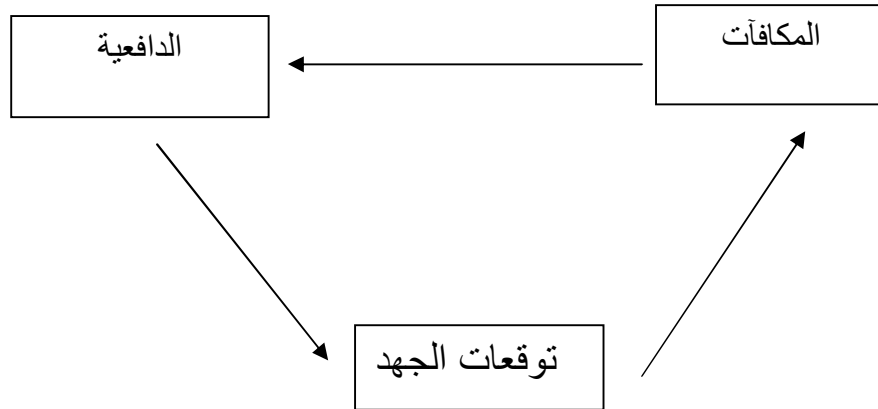 المكافآت
الدافعية
توقعات الجهد